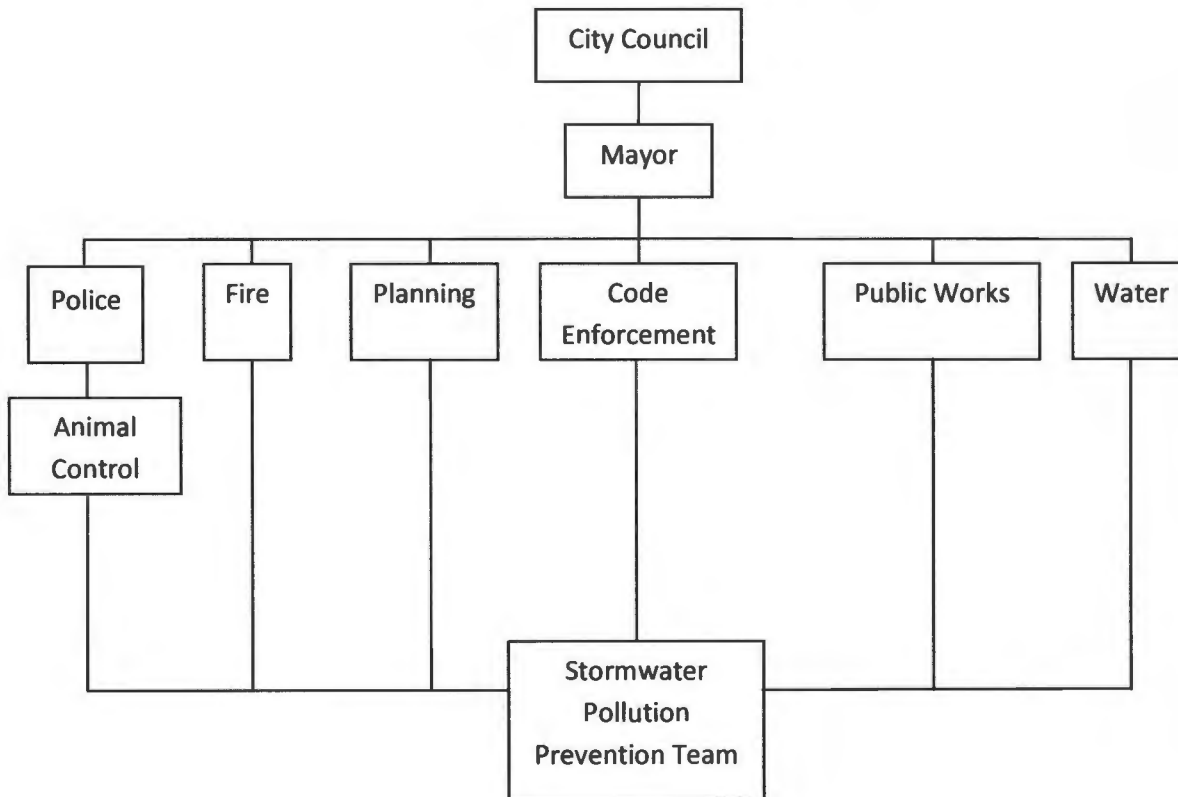 City Council
Mayor
Police
Fire
Planning
Code
Enforcement
Public Works
Water
Animal
Control
Stormwater
Pollution
Prevention Team